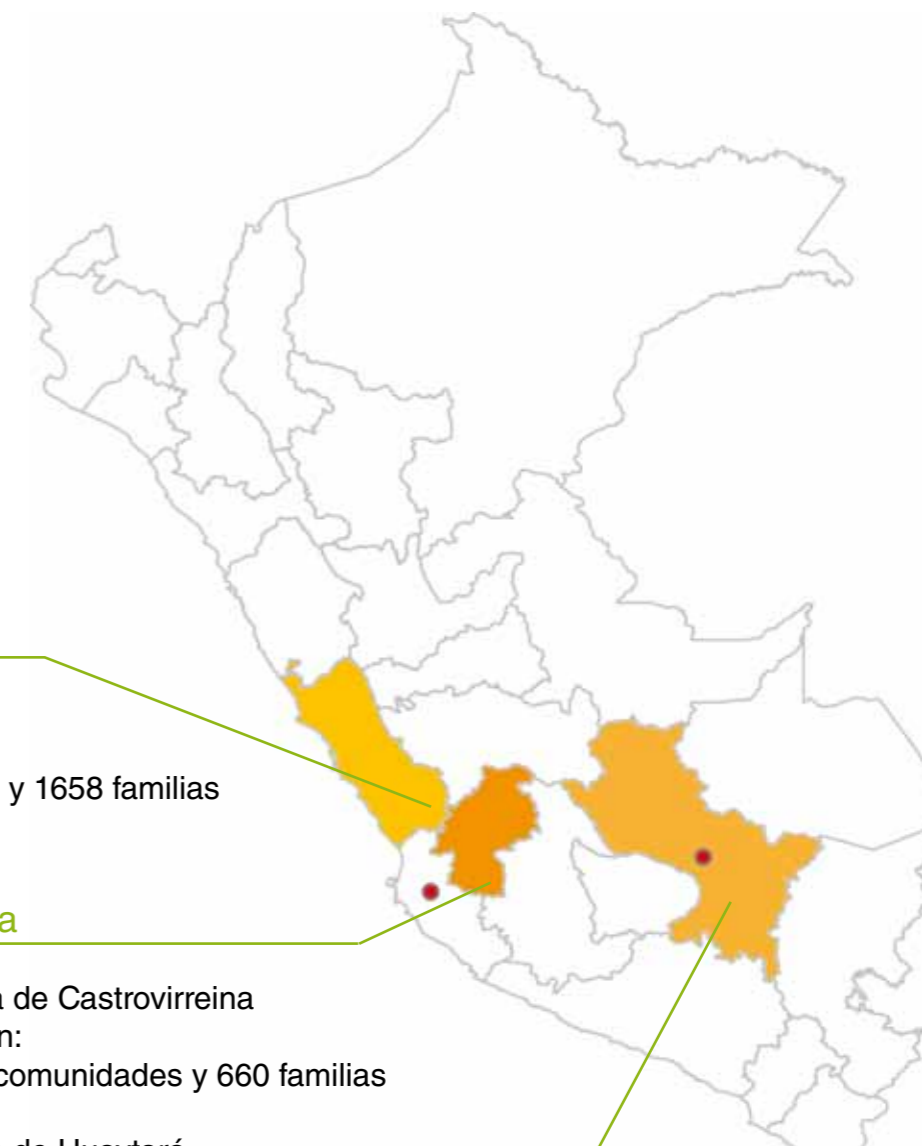 y 1658 familias
a
a de Castrovirreina
n:
comunidades y 660 familias